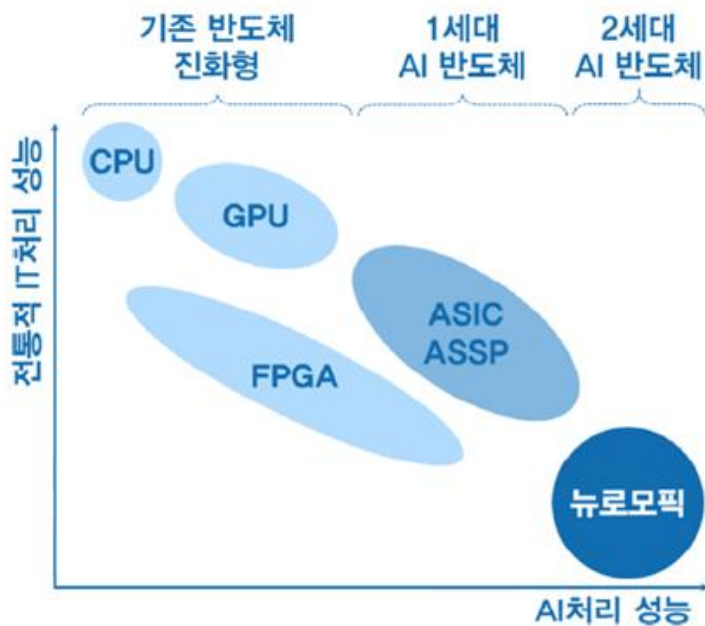 기존 반도체
진화형
1세대
AI 반도체
2세대
AI 반도체
전통적 IT처리 성능
CPU
GPU
FPGA
ASIC
ASSP
뉴로모픽
AI처리 성능